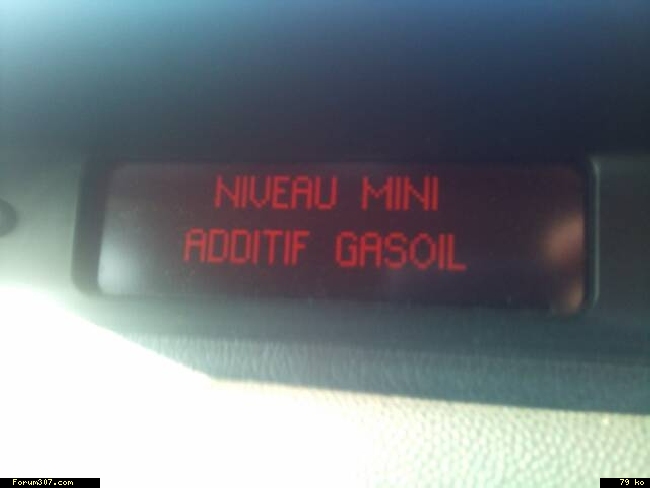 NIVEAU MINI
ADDITIF GASOIL
Forum307.com
79 ko